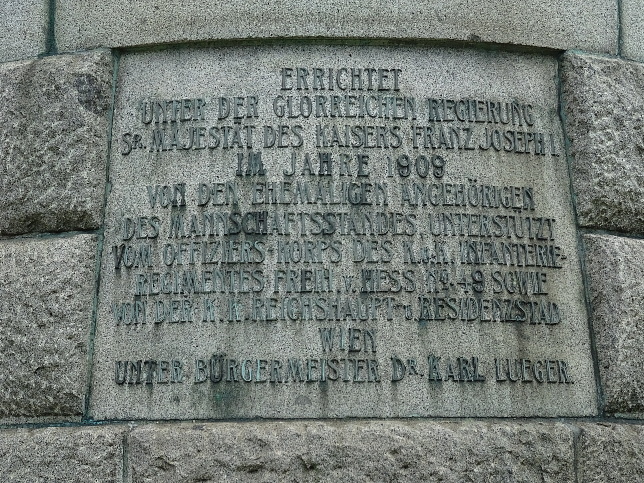 ERRICHTET
UNTER DER GLORREICHEN REGIERUNG
SR. MAJESTÄT DES KAISERS FRANZ JOSEPH I.
IM JAHRE 1909
VON DEN EHEMALIGEN ANGEHÖRIGEN
DES MANNSCHAFTSSTANDES UNTERSTÜTZT
VOM OFFIZIERS-KORPS DES K.U.K. INFANTERIE-
REGIMENTES FREIH. V. HESS NR. 49 SOWIE
VON DER K.K. REICHSHAUPT- U. RESIDENZSTAD
WIEN
UNTER BÜRGERMEISTER DR. KARL LUEGER.